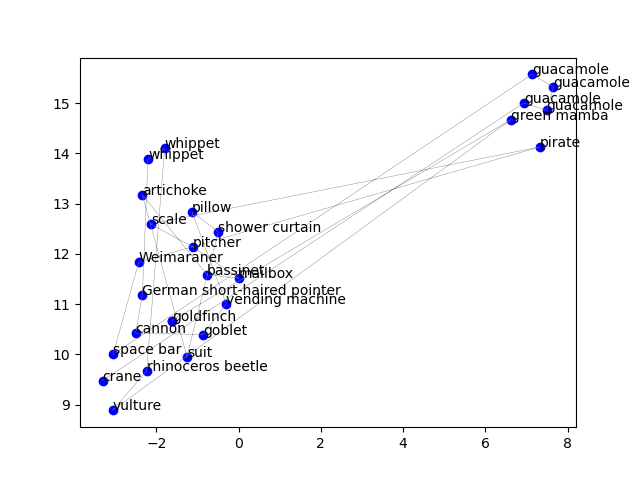 guacamole
guacamole
guacamole
guacamole
green mamba
pirate
whippet
whippet
artichoke
pillow
scale
shower curtain
pitcher
Weimaraner
bassinet
mailbox
German short-haired pointer
vending machine
goldfinch
cannon
goblet
space bar
suit
rhinoceros beetle
crane
vulture
15
14
13
12
11
10
9
−2
0
2
4
6
8